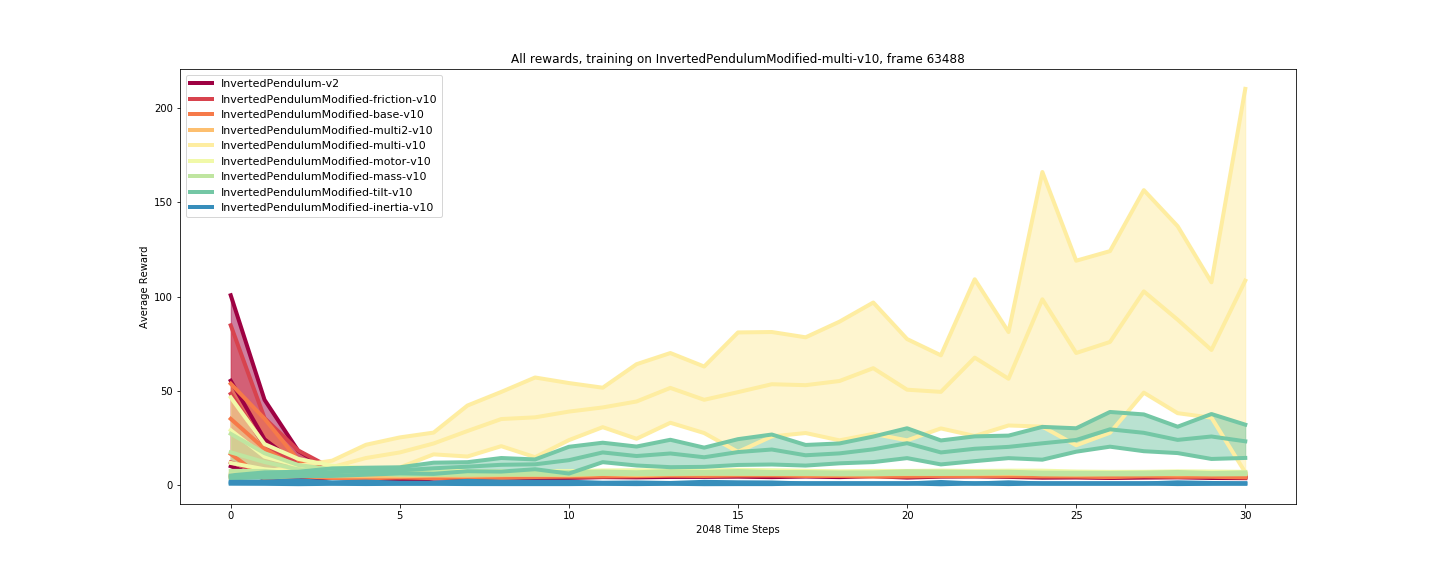 All rewards, training on InvertedPendulumModified-multi-v10, frame 63488
InvertedPendulum-v2
InvertedPendulumModified-friction-v10
InvertedPendulumModified-base-v10
InvertedPendulumModified-multi2-v10
InvertedPendulumModified-multi-v10
InvertedPendulumModified-motor-v10
InvertedPendulumModified-mass-v10
InvertedPendulumModified-tilt-v10
InvertedPendulumModified-inertia-v10
Average Reward
200
150
100
50
0
0 5 10 15 20 25 30
2048 Time Steps